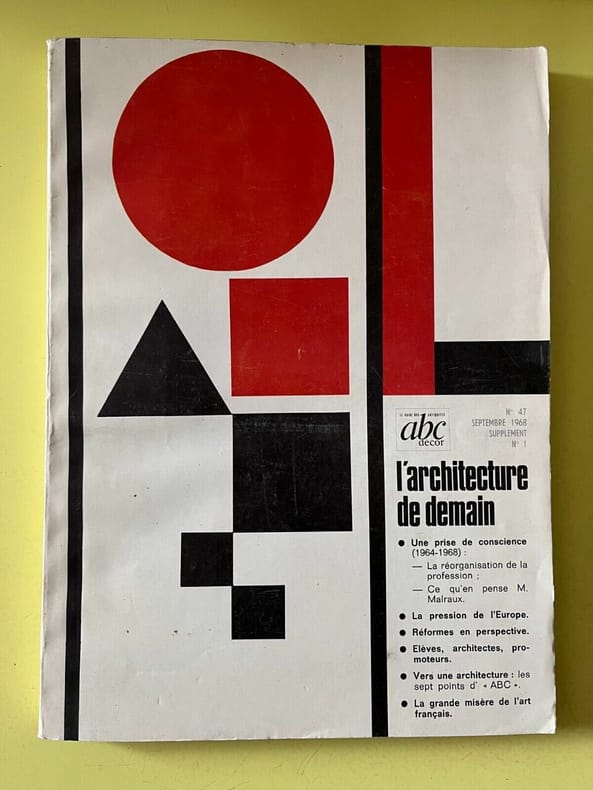 abc
décor
N° 47
SEPTEMBRE 1968
SUPPLEMENT
N° 1
l'architecture
de demain
● Une prise de conscience
(1964-1968) :
— La réorganisation de la
profession ;
— Ce qu'en pense M.
Malraux.
● La pression de l'Europe.
● Réformes en perspective.
● Elèves, architectes, pro-
moteurs.
● Vers une architecture : les
sept points d' « ABC ».
● La grande misère de l'art
français.